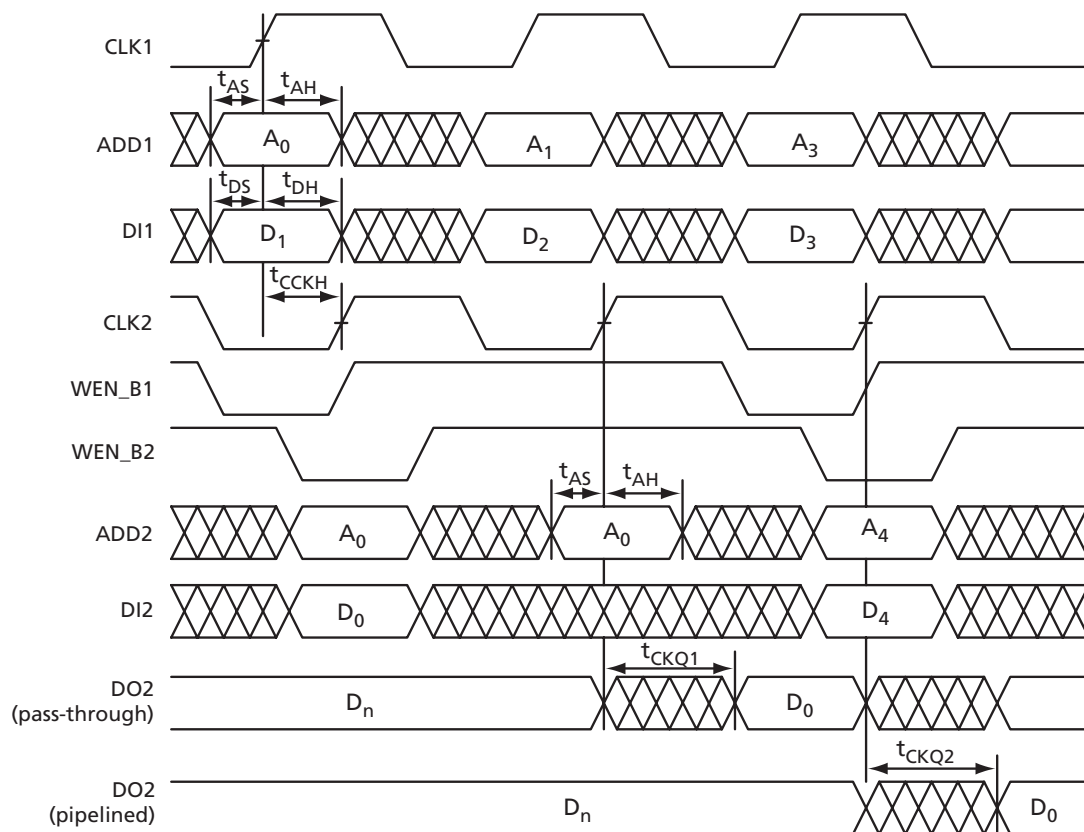 CLK1
t_AS t_AH
ADD1 A_0 A_1 A_3
t_DS t_DH
DI1 D_1 D_2 D_3
t_CCKH
CLK2
WEN_B1
WEN_B2
t_AS t_AH
ADD2 A_0 A_0 A_4
DI2 D_0 D_4
t_CKQ1
DO2
(pass-through) D_n D_0
t_CKQ2
DO2
(pipelined) D_n D_0